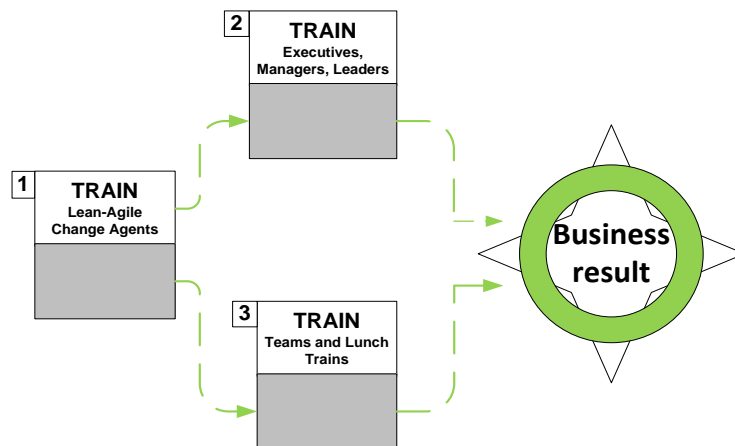 1
TRAIN
Lean-Agile
Change Agents
2
TRAIN
Executives,
Managers, Leaders
3
TRAIN
Teams and Lunch
Trains
Business
result